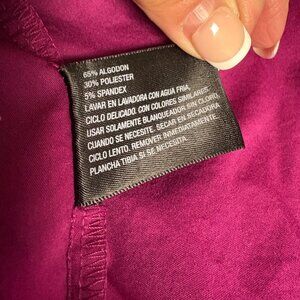 65% ALGODON
30% POLIESTER
5% SPANDEX
LAVAR EN LAVADORA CON AGUA FRIA,
CICLO DELICADO. CON COLORES SIMILARES.
USAR SOLAMENTE BLANQUEADOR SIN CLORO,
CUANDO SE NECESITE. SECAR EN SECADORA
CICLO LENTO. REMOVER INMEDIATAMENTE.
PLANCHA TIBIA SI SE NECESITA.